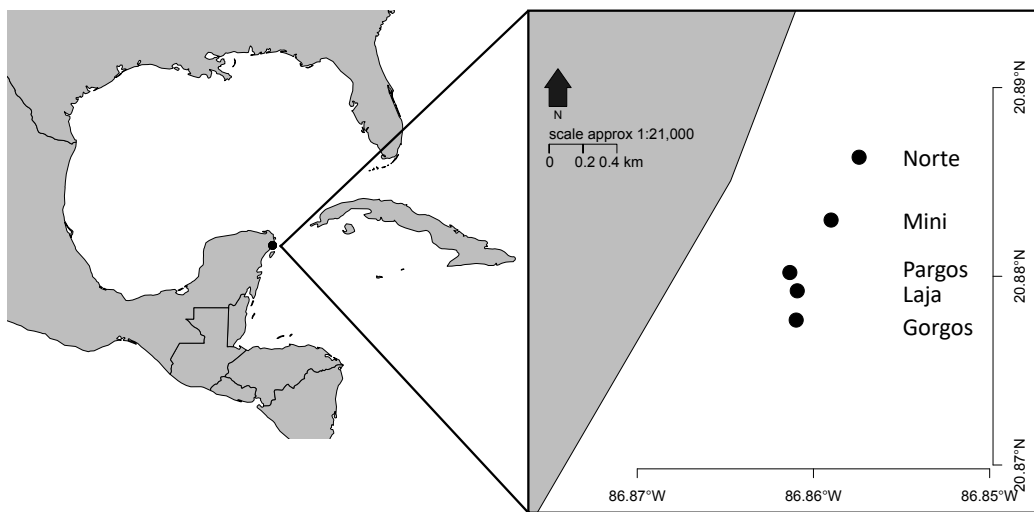 N
scale approx 1:21,000
0 0.2 0.4 km
Norte
Mini
Pargos
Laja
Gorgos
20.89°N
20.88°N
20.87°N
86.87°W 86.86°W 86.85°W